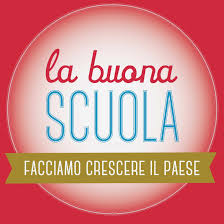 la buona
SCUOLA
FACCIAMO CRESCERE IL PAESE